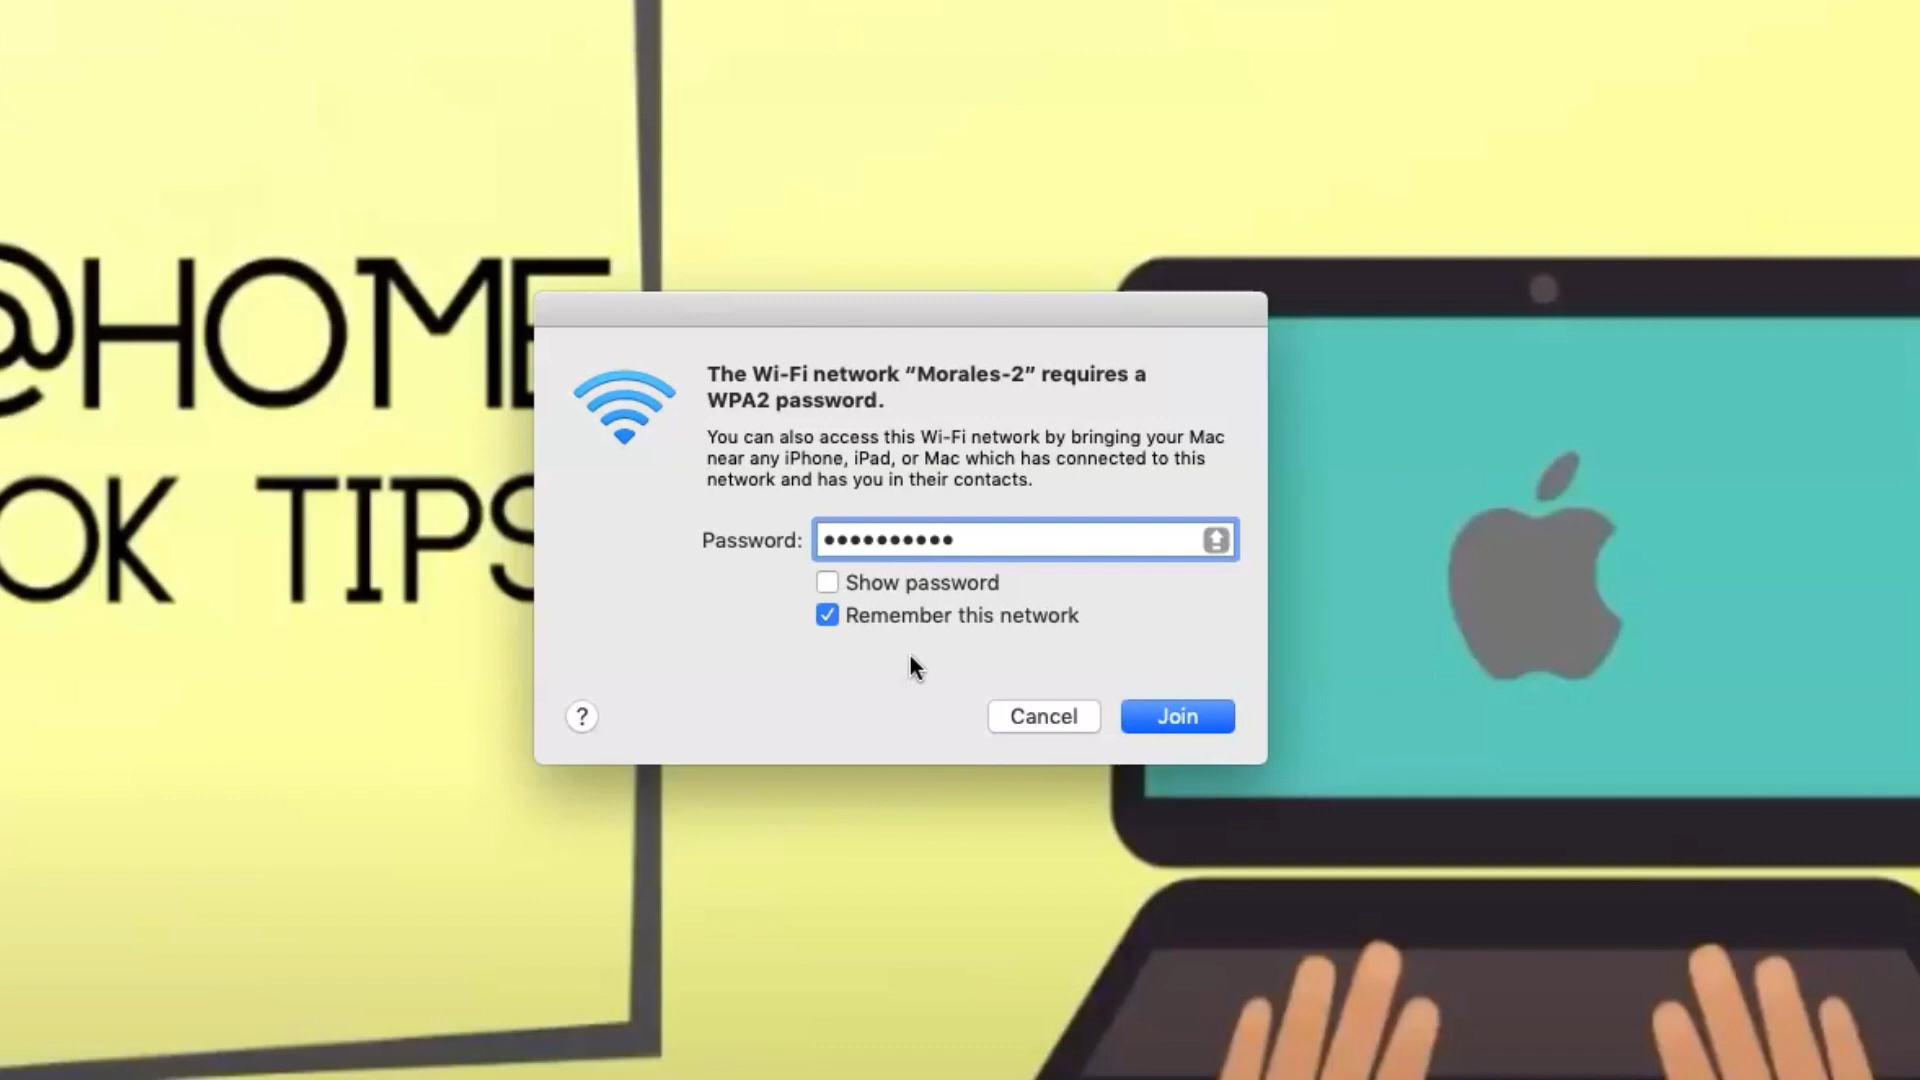 @HOME
OK TIPS
The Wi-Fi network “Morales-2” requires a
WPA2 password.
You can also access this Wi-Fi network by bringing your Mac
near any iPhone, iPad, or Mac which has connected to this
network and has you in their contacts.
Password: ••••••••••
Show password
Remember this network
? Cancel Join